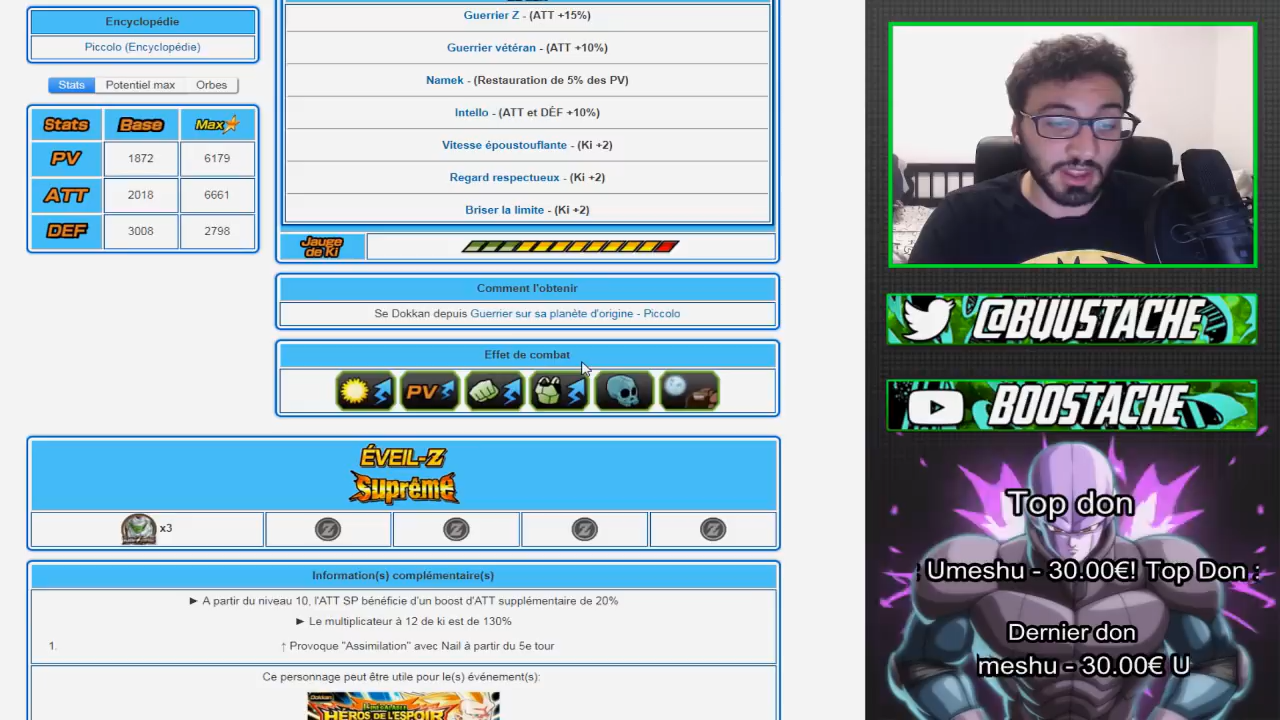 Encyclopédie
Piccolo (Encyclopédie)
Stats
Potentiel max
Orbes
Stats Base Max
PV 1872 6179
ATT 2018 6661
DEF 3008 2798
Guerrier Z - (ATT +15%)
Guerrier vétéran - (ATT +10%)
Namek - (Restauration de 5% des PV)
Intello - (ATT et DÉF +10%)
Vitesse époustouflante - (Ki +2)
Regard respectueux - (Ki +2)
Briser la limite - (Ki +2)
Jauge de Ki
Comment l'obtenir
Se Dokkan depuis Guerrier sur sa planète d'origine - Piccolo
Effet de combat
PV
ÉVEIL-Z
Suprême
x3
Z
Z
Z
Z
Information(s) complémentaire(s)
► A partir du niveau 10, l'ATT SP bénéficie d'un boost d'ATT supplémentaire de 20%
► Le multiplicateur à 12 de ki est de 130%
1. ↑ Provoque "Assimilation" avec Nail à partir du 5e tour
Ce personnage peut être utile pour le(s) événement(s):
Dokkan
HÉROS DE L'ESPOIR
@BUUSTACHE
BOOSTACHE
Top don
Umeshu - 30.00€! Top Don :
Dernier don
meshu - 30.00€ U